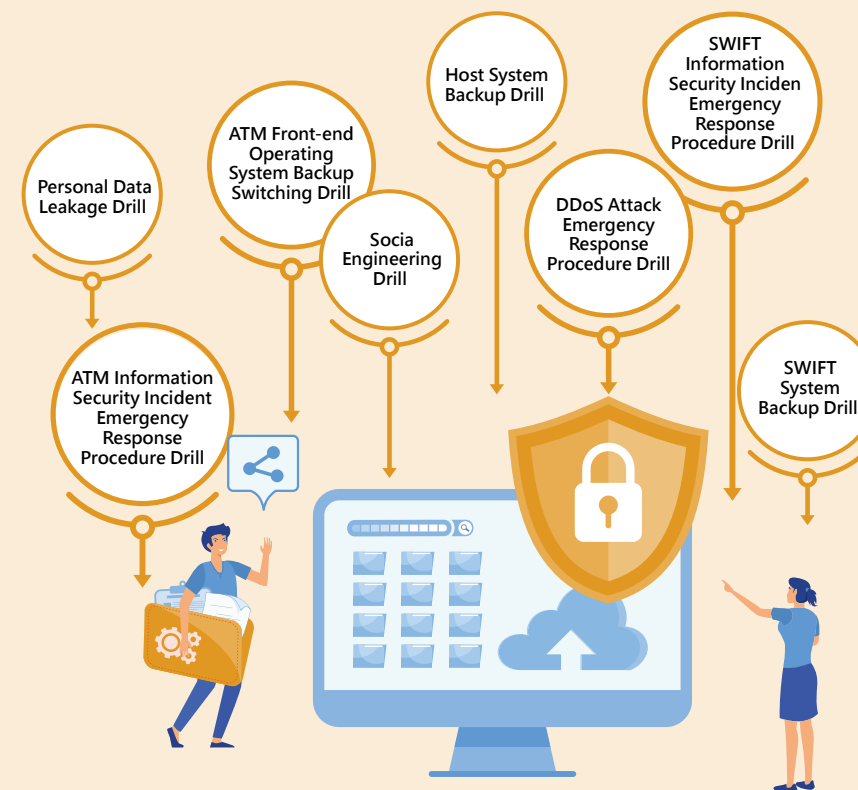 Personal Data
Leakage Drill
ATM Information
Security Incident
Emergency
Response
Procedure Drill
ATM Front-end
Operating
System Backup
Switching Drill
Socia
Engineering
Drill
Host System
Backup Drill
DDoS Attack
Emergency
Response
Procedure Drill
SWIFT
Information
Security Inciden
Emergency
Response
Procedure Drill
SWIFT
System
Backup Drill